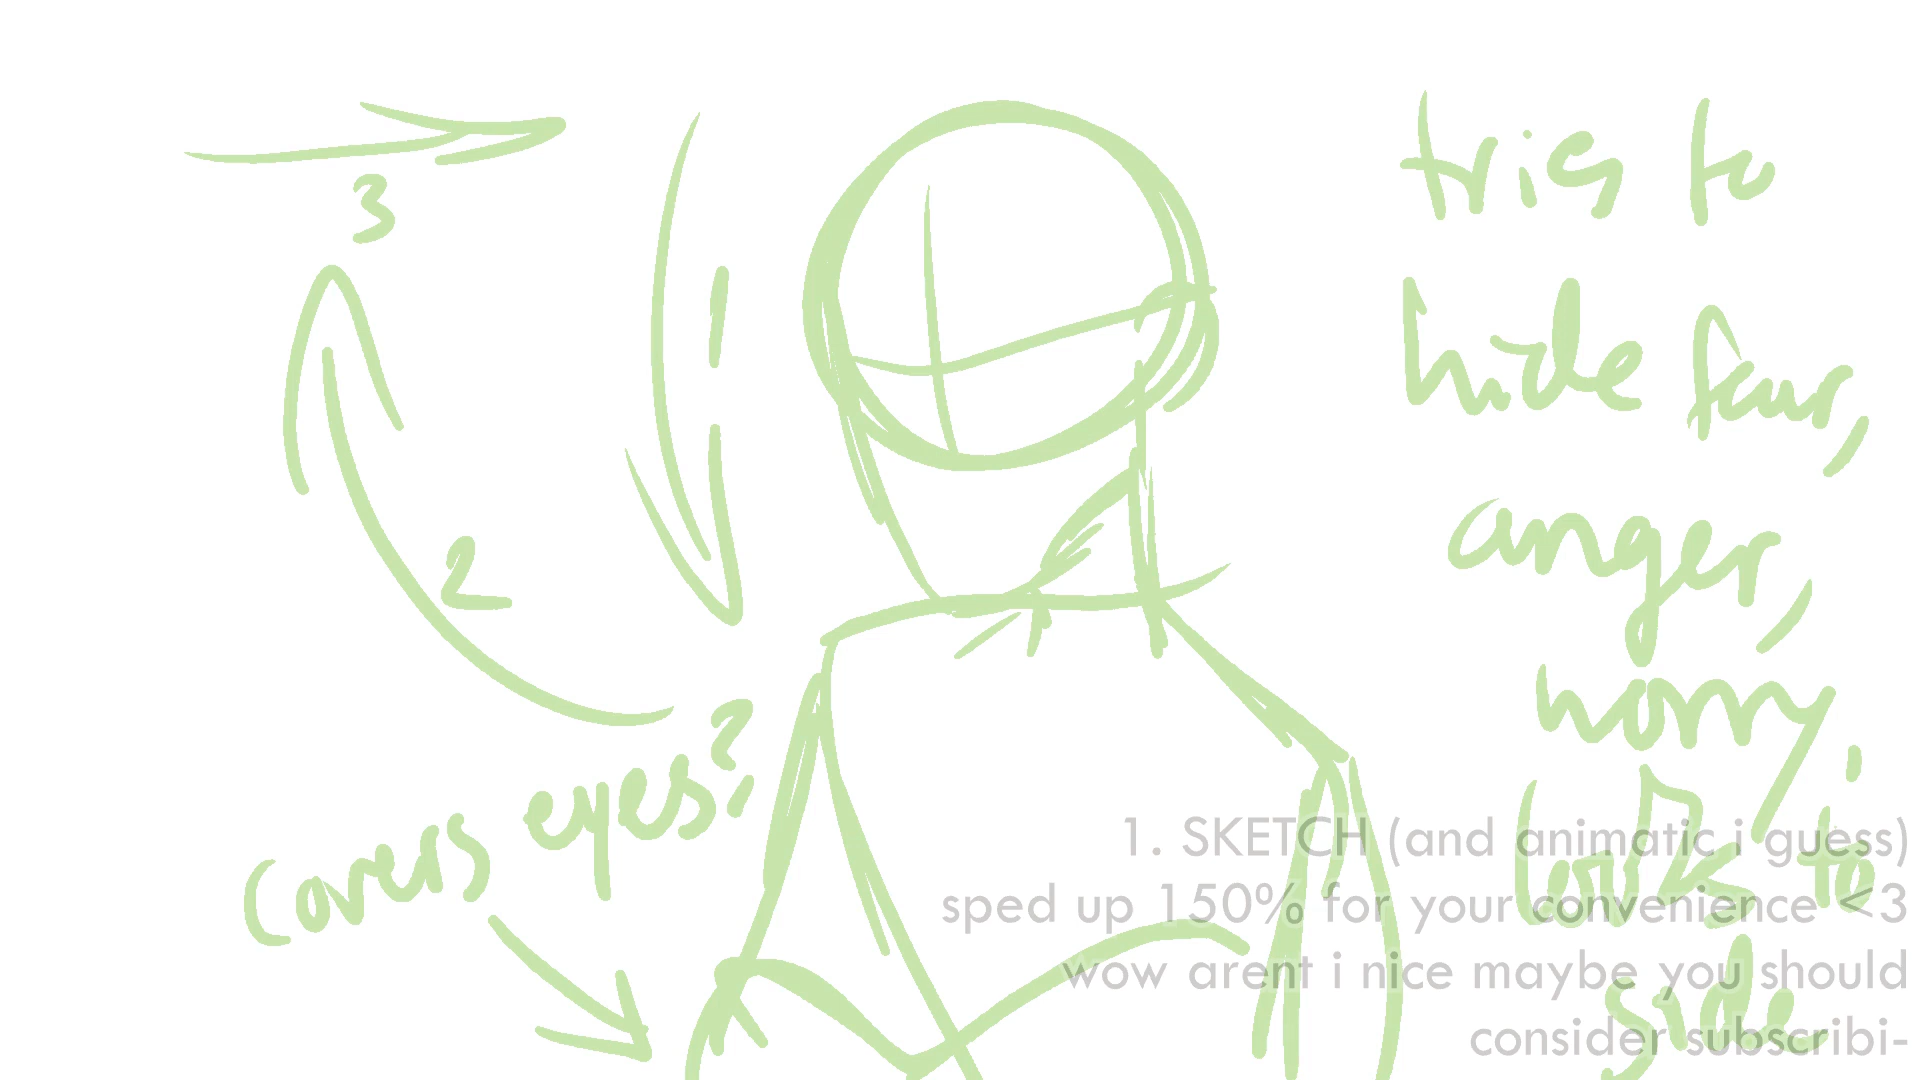 3
1
2
covers eyes?
tries to
hide fear,
anger,
worry,
looks to
side
1. SKETCH (and animatic i guess)
sped up 150% for your convenience <3
wow arent i nice maybe you should
consider subscribi-